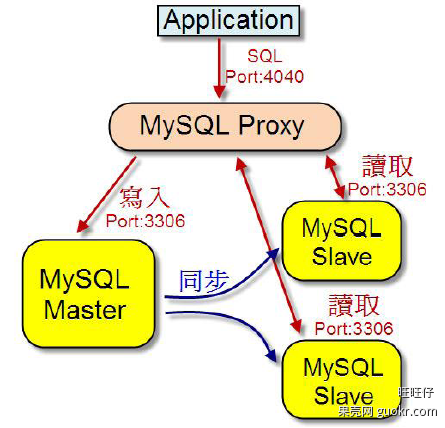 Application
SQL
Port:4040
MySQL Proxy
寫入
Port:3306
讀取
Port:3306
MySQL
Slave
MySQL
Master
同步
讀取
Port:3306
MySQL
Slave
旺旺仔
果壳网 guokr.com